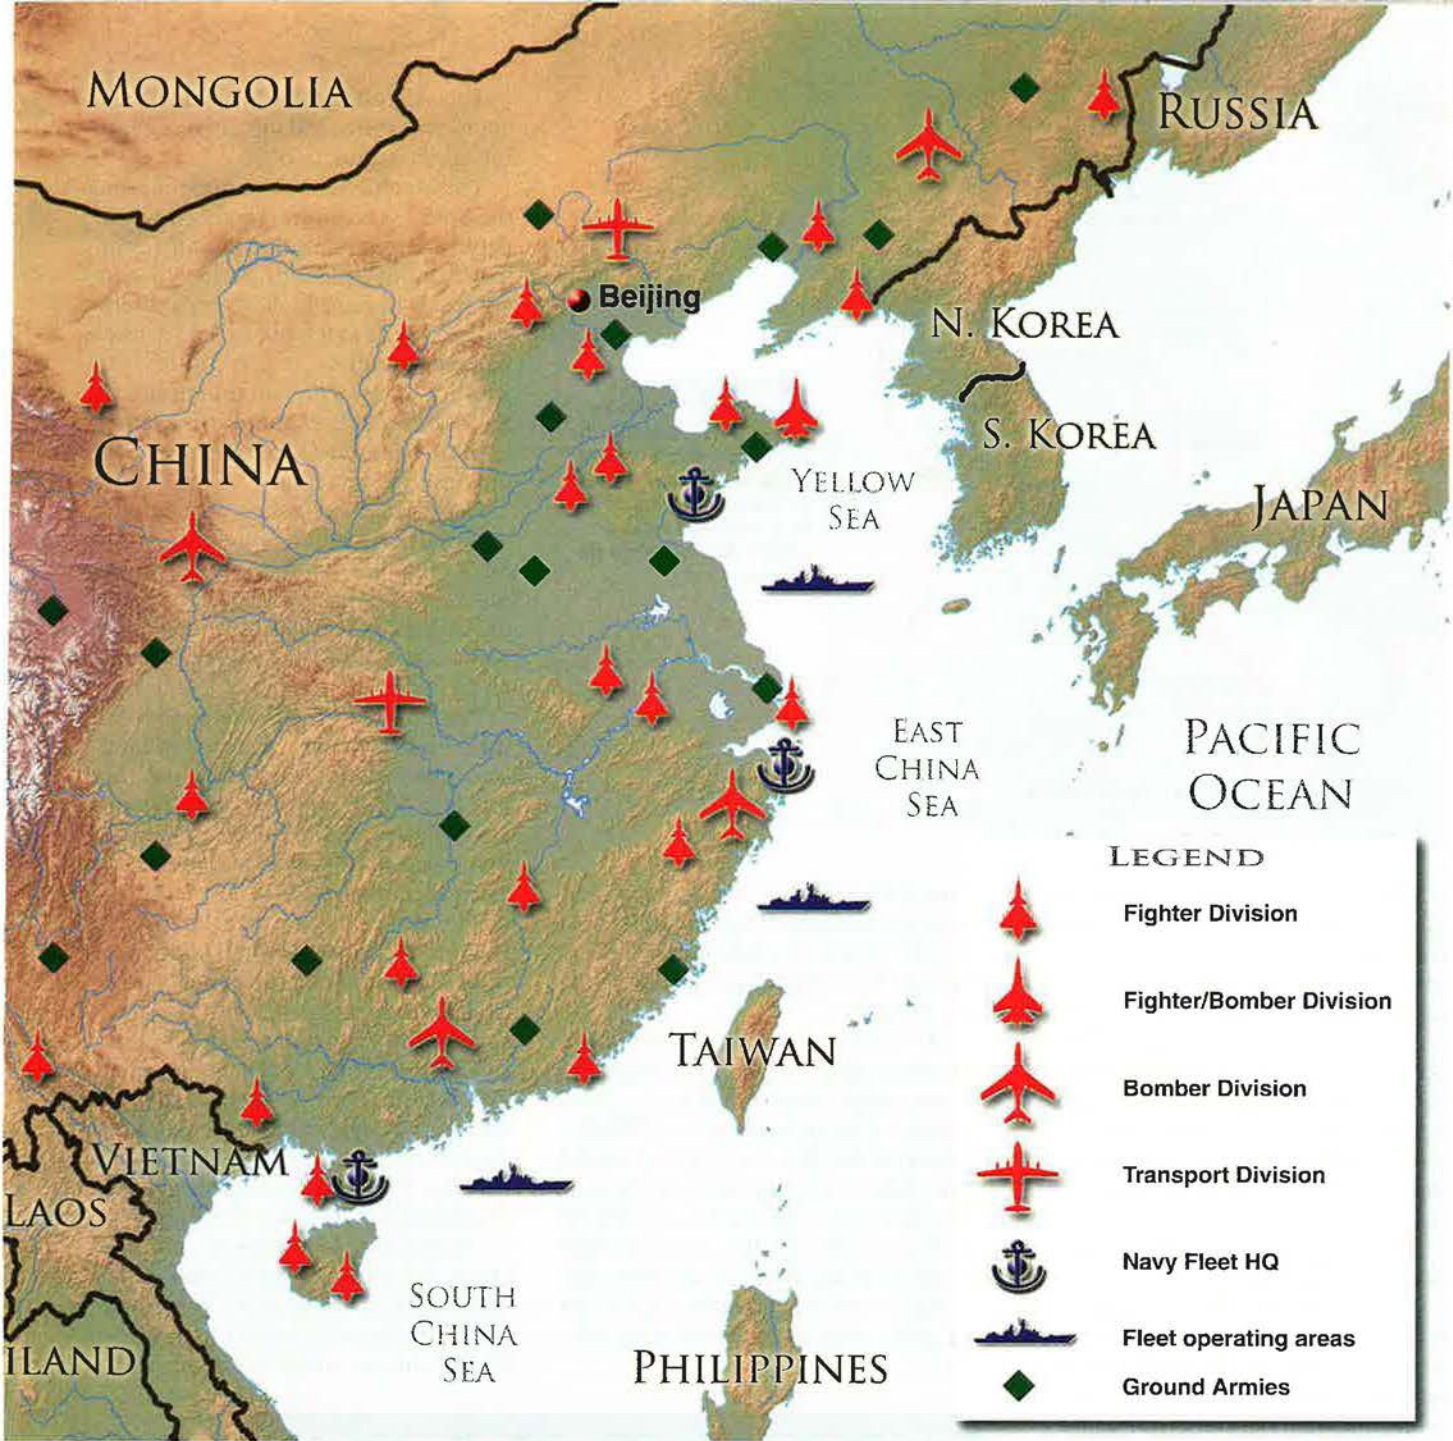 MONGOLIA
RUSSIA
Beijing
N. KOREA
CHINA
S. KOREA
YELLOW
SEA
JAPAN
EAST
CHINA
SEA
PACIFIC
OCEAN
LEGEND
Fighter Division
Fighter/Bomber Division
TAIWAN
Bomber Division
VIETNAM
Transport Division
LAOS
Navy Fleet HQ
SOUTH
CHINA
SEA
Fleet operating areas
ILAND
PHILIPPINES
Ground Armies